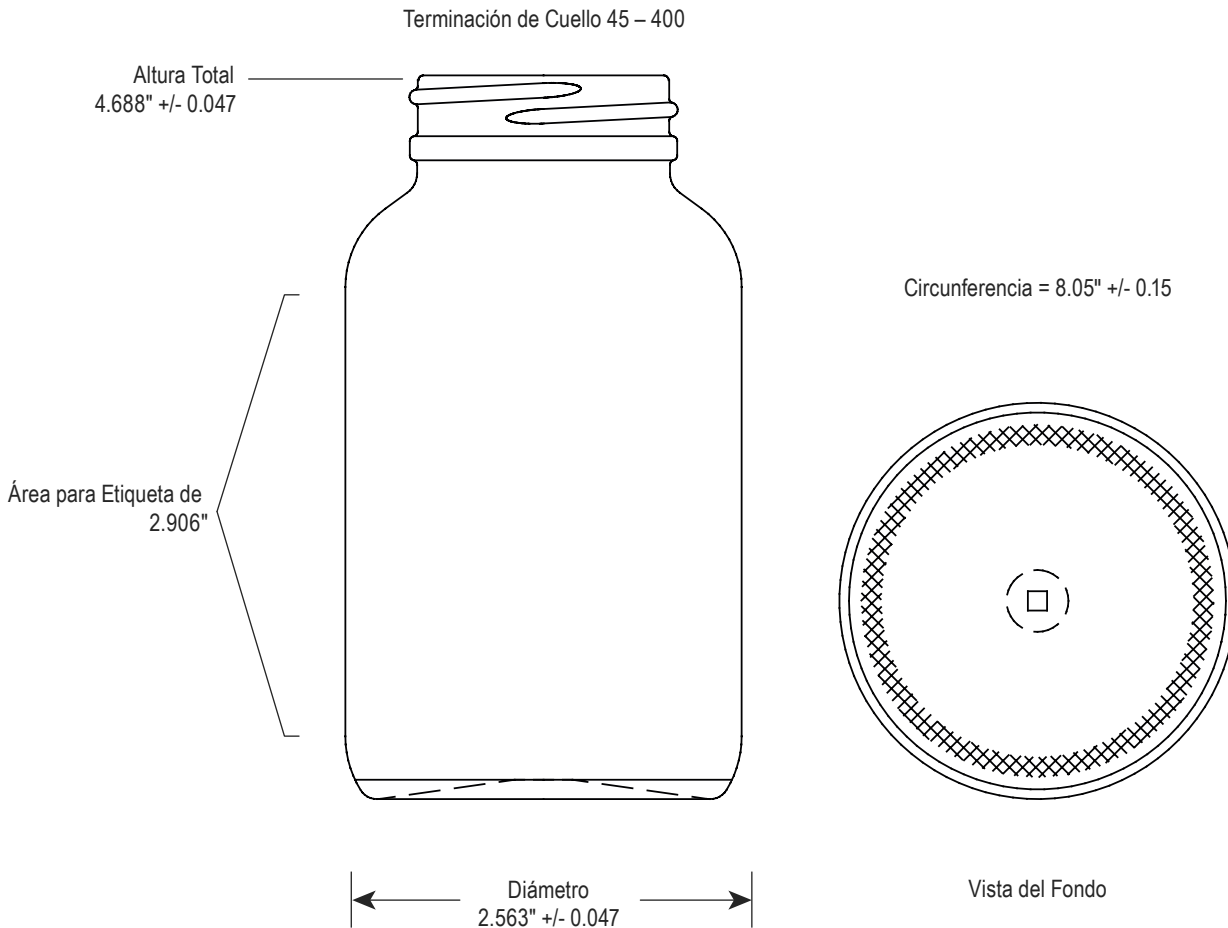 Terminación de Cuello 45 – 400
Altura Total
4.688" +/- 0.047
Circunferencia = 8.05" +/- 0.15
Área para Etiqueta de
2.906"
Diámetro
2.563" +/- 0.047
Vista del Fondo